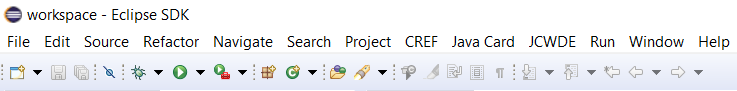 workspace - Eclipse SDK
File Edit Source Refactor Navigate Search Project CREF Java Card JCWDE Run Window Help